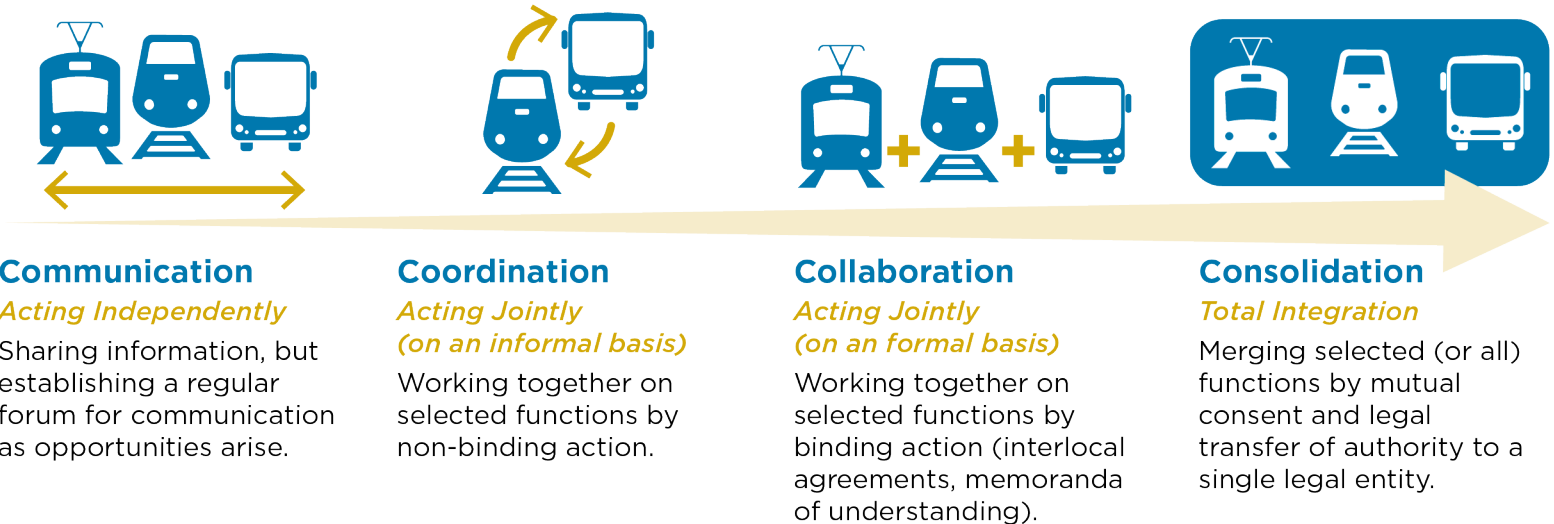 Communication
Acting Independently
Sharing information, but
establishing a regular
forum for communication
as opportunities arise.
Coordination
Acting Jointly
(on an informal basis)
Working together on
selected functions by
non-binding action.
Collaboration
Acting Jointly
(on an formal basis)
Working together on
selected functions by
binding action (interlocal
agreements, memoranda
of understanding).
Consolidation
Total Integration
Merging selected (or all)
functions by mutual
consent and legal
transfer of authority to a
single legal entity.